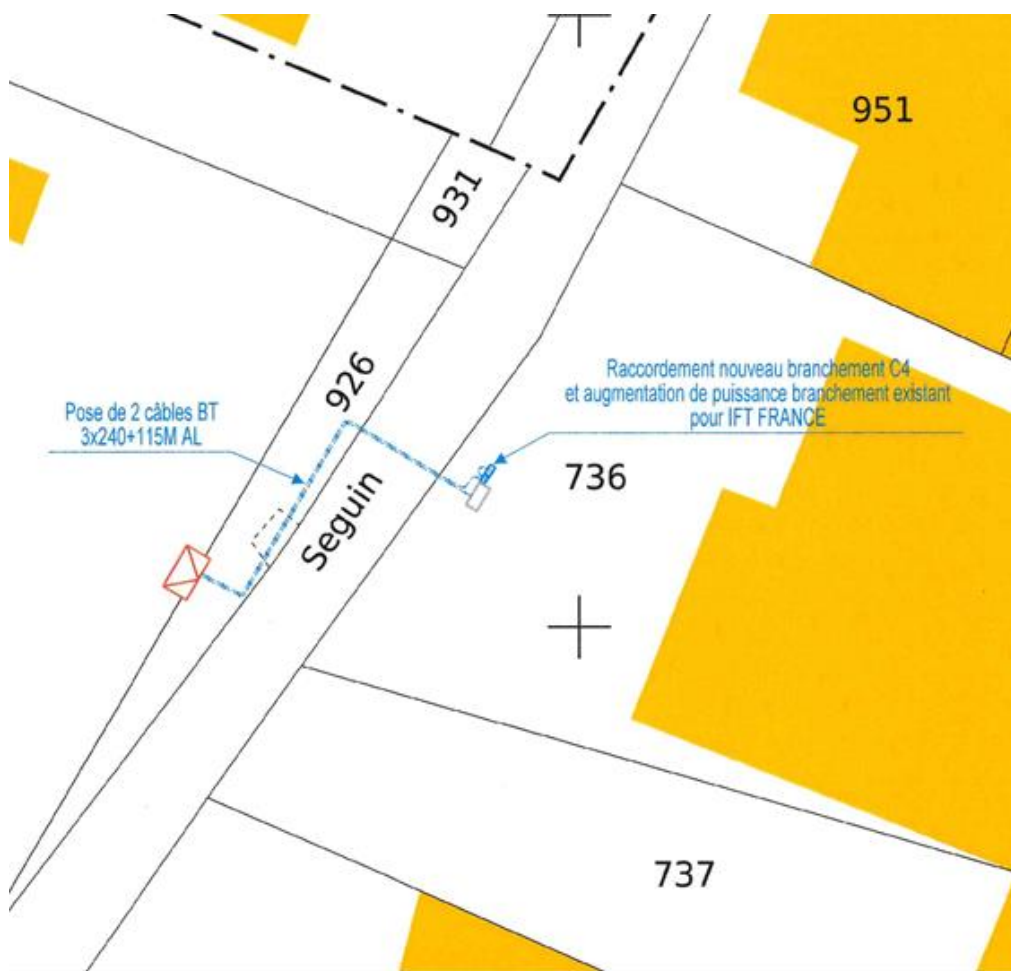 951
931
926
Raccordement nouveau branchement C4
et augmentation de puissance branchement existant
pour IFT FRANCE
Pose de 2 câbles BT
3x240+115M AL
736
Seguin
737